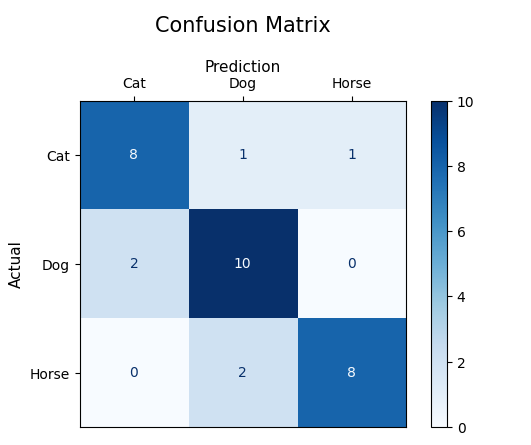 Confusion Matrix
Prediction
Cat Dog Horse
Cat 8 1 1
Dog 2 10 0
Horse 0 2 8
Actual
10
8
6
4
2
0